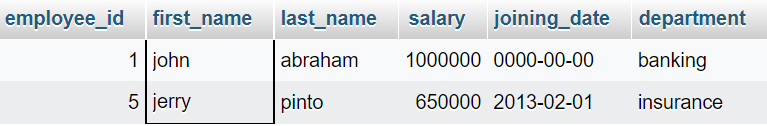 employee_id first_name last_name salary joining_date department
1 john abraham 1000000 0000-00-00 banking
5 jerry pinto 650000 2013-02-01 insurance